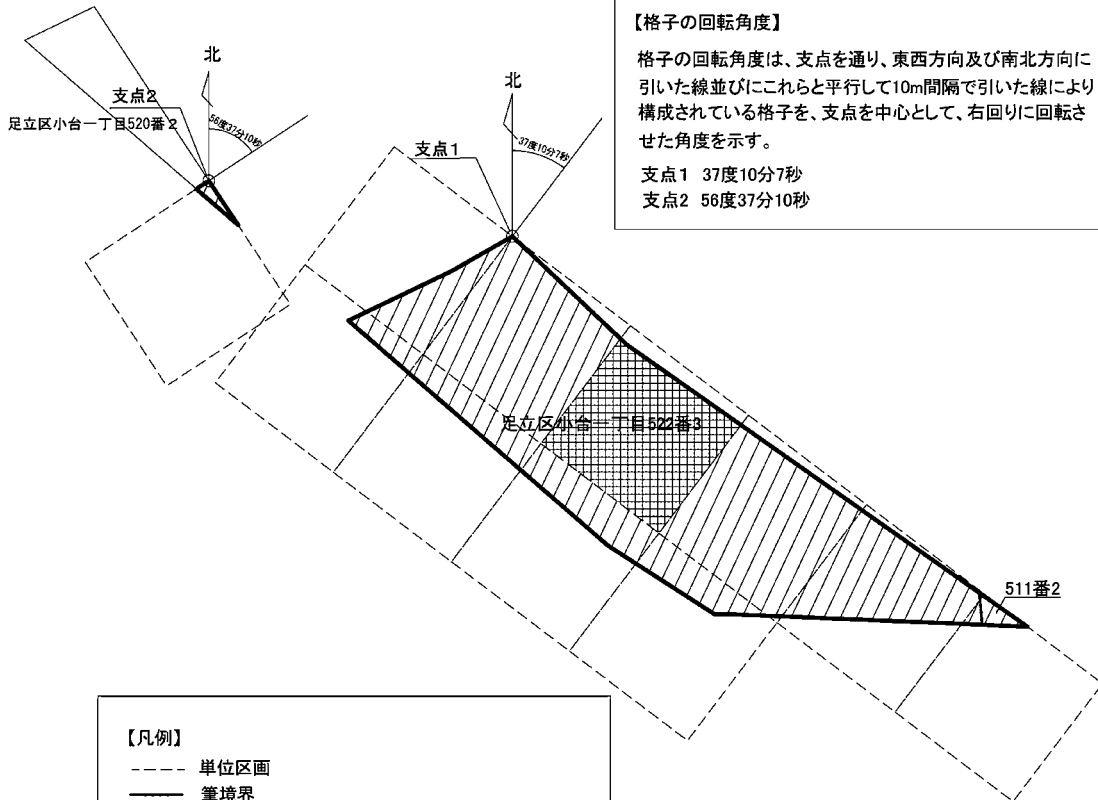 【格子の回転角度】
格子の回転角度は、支点を通り、東西方向及び南北方向に
引いた線並びにこれらと平行して10m間隔で引いた線により
構成されている格子を、支点を中心として、右回りに回転さ
せた角度を示す。
支点1 37度10分7秒
支点2 56度37分10秒
北
支点2
足立区小台一丁目520番2
56度37分10秒
北
支点1
37度10分7秒
足立区小台一丁目522番3
511番2
【凡例】
単位区画
筆境界